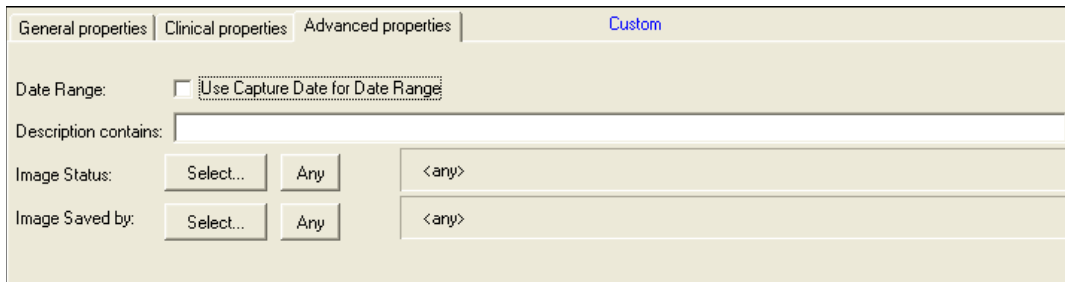 General properties Clinical properties Advanced properties Custom
Date Range: Use Capture Date for Date Range
Description contains:
Image Status: Select... Any <any>
Image Saved by: Select... Any <any>